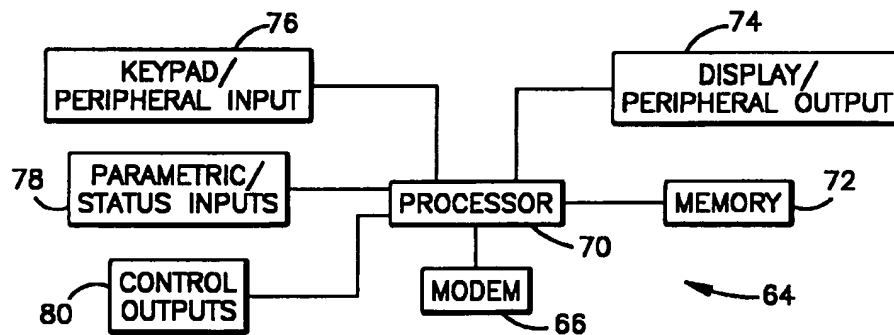 76
KEYPAD/
PERIPHERAL INPUT
74
DISPLAY/
PERIPHERAL OUTPUT
78
PARAMETRIC/
STATUS INPUTS
PROCESSOR
70
MEMORY
72
80
CONTROL
OUTPUTS
MODEM
66
64